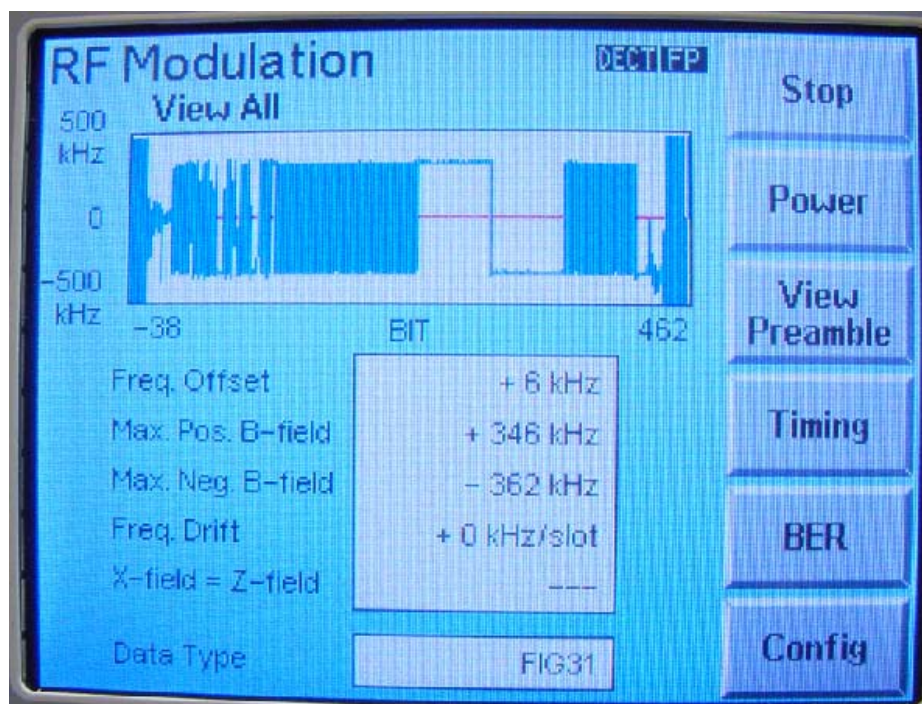 RF Modulation
DECT FP
View All
500
kHz
0
-500
kHz
-38 BIT 462
Freq. Offset + 6 kHz
Max. Pos. B-field + 346 kHz
Max. Neg. B-field - 362 kHz
Freq. Drift + 0 kHz/slot
X-field = Z-field ---
Data Type FIG31
Stop
Power
View
Preamble
Timing
BER
Config